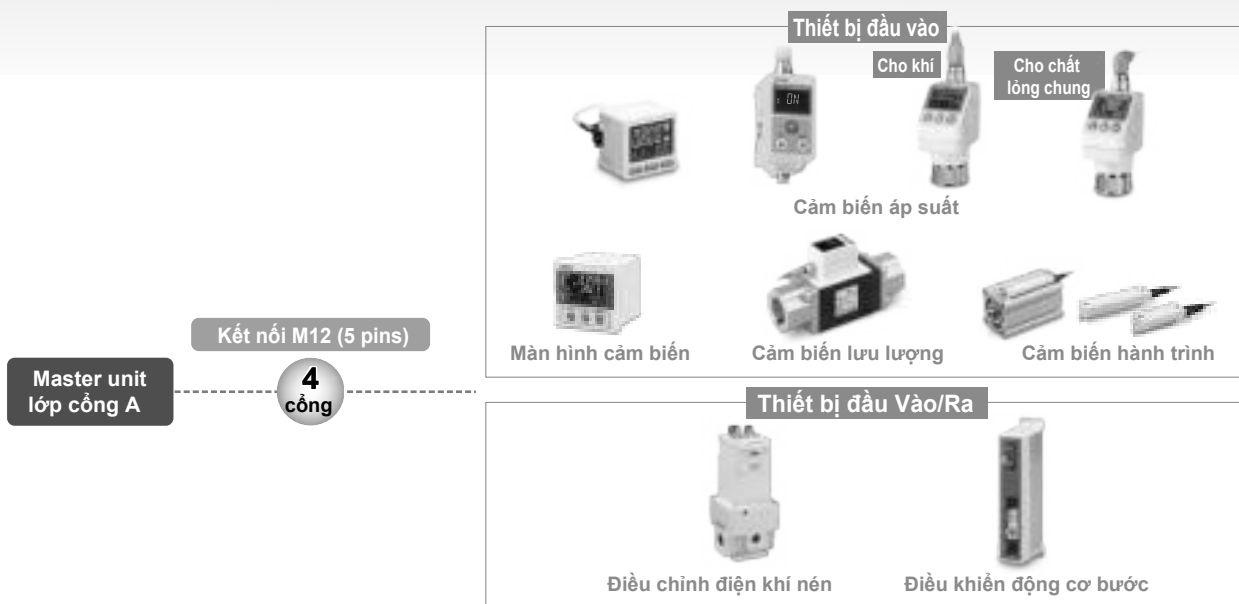 Thiết bị đầu vào
Cho khí
Cho chất
lỏng chung
ON
Cảm biến áp suất
Màn hình cảm biến
Cảm biến lưu lượng
Cảm biến hành trình
Kết nối M12 (5 pins)
Master unit
lớp cổng A
4
cổng
Thiết bị đầu Vào/Ra
Điều chỉnh điện khí nén
Điều khiển động cơ bước